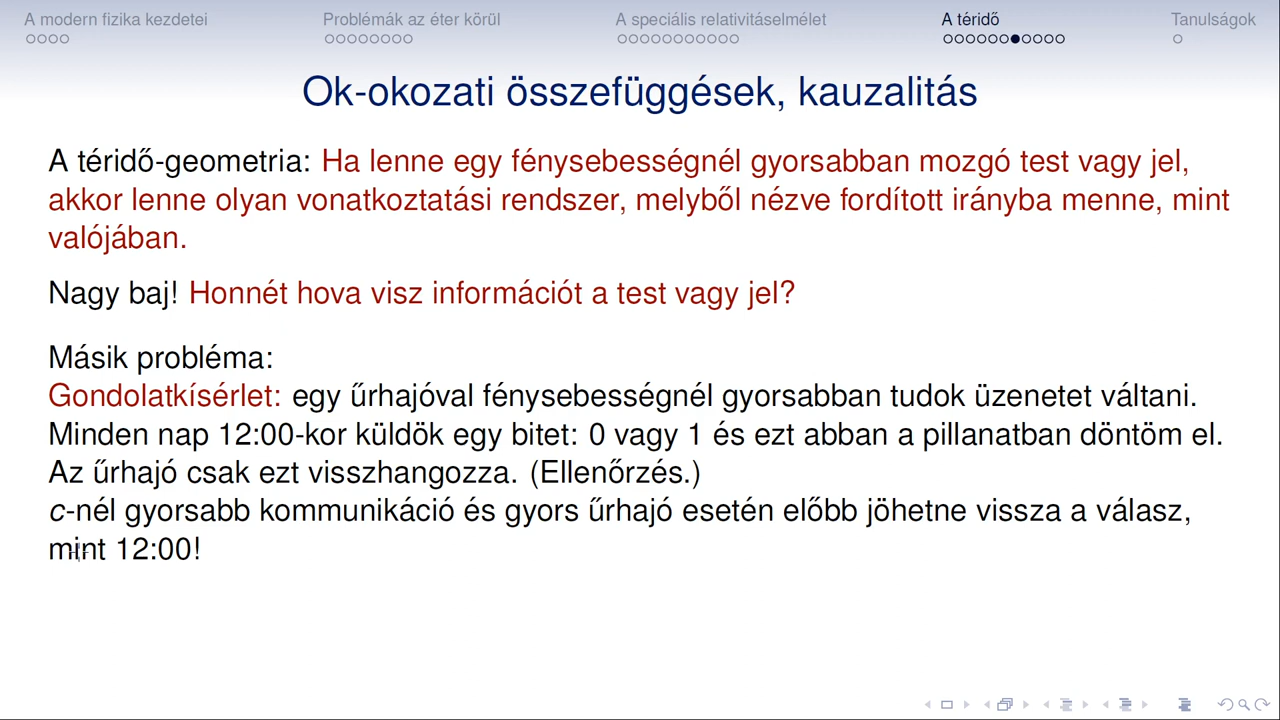 A modern fizika kezdetei Problémák az éter körül A speciális relativitáselmélet A téridő Tanulságok
Ok-okozati összefüggések, kauzalitás
A téridő-geometria: Ha lenne egy fénysebességnél gyorsabban mozgó test vagy jel,
akkor lenne olyan vonatkoztatási rendszer, melyből nézve fordított irányba menne, mint
valójában.
Nagy baj! Honnét hova visz információt a test vagy jel?
Másik probléma:
Gondolatkísérlet: egy űrhajóval fénysebességnél gyorsabban tudok üzenetet váltani.
Minden nap 12:00-kor küldök egy bitet: 0 vagy 1 és ezt abban a pillanatban döntöm el.
Az űrhajó csak ezt visszhangozza. (Ellenőrzés.)
c-nél gyorsabb kommunikáció és gyors űrhajó esetén előbb jöhetne vissza a válasz,
mint 12:00!